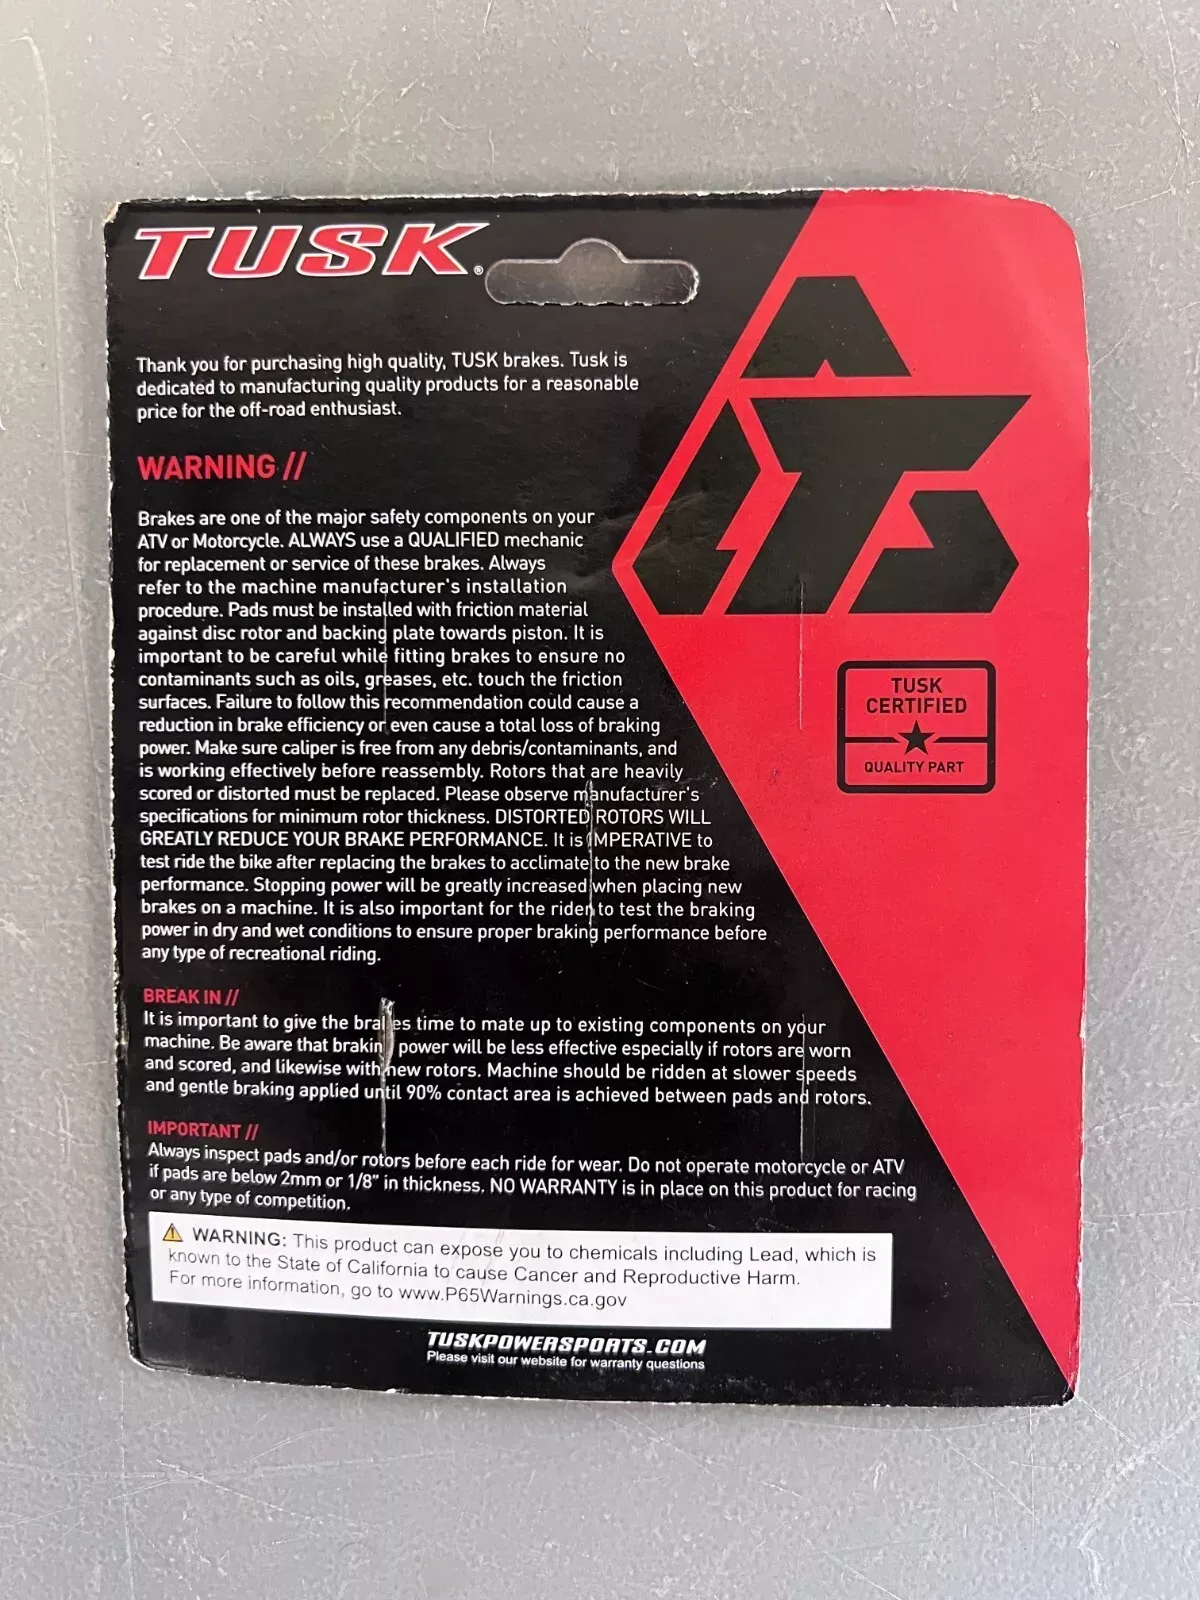 TUSK®
Thank you for purchasing high quality, TUSK brakes. Tusk is
dedicated to manufacturing quality products for a reasonable
price for the off-road enthusiast.
WARNING //
Brakes are one of the major safety components on your
ATV or Motorcycle. ALWAYS use a QUALIFIED mechanic
for replacement or service of these brakes. Always
refer to the machine manufacturer's installation
procedure. Pads must be installed with friction material
against disc rotor and backing plate towards piston. It is
important to be careful while fitting brakes to ensure no
contaminants such as oils, greases, etc. touch the friction
surfaces. Failure to follow this recommendation could cause a
reduction in brake efficiency or even cause a total loss of braking
power. Make sure caliper is free from any debris/contaminants, and
is working effectively before reassembly. Rotors that are heavily
scored or distorted must be replaced. Please observe manufacturer's
specifications for minimum rotor thickness. DISTORTED ROTORS WILL
GREATLY REDUCE YOUR BRAKE PERFORMANCE. It is IMPERATIVE to
test ride the bike after replacing the brakes to acclimate to the new brake
performance. Stopping power will be greatly increased when placing new
brakes on a machine. It is also important for the rider to test the braking
power in dry and wet conditions to ensure proper braking performance before
any type of recreational riding.
BREAK IN //
It is important to give the brakes time to mate up to existing components on your
machine. Be aware that braking power will be less effective especially if rotors are worn
and scored, and likewise with new rotors. Machine should be ridden at slower speeds
and gentle braking applied until 90% contact area is achieved between pads and rotors.
IMPORTANT //
Always inspect pads and/or rotors before each ride for wear. Do not operate motorcycle or ATV
if pads are below 2mm or 1/8" in thickness. NO WARRANTY is in place on this product for racing
or any type of competition.
WARNING: This product can expose you to chemicals including Lead, which is
known to the State of California to cause Cancer and Reproductive Harm.
For more information, go to www.P65Warnings.ca.gov
TUSKPOWERSPORTS.COM
Please visit our website for warranty questions
TUSK
CERTIFIED
QUALITY PART